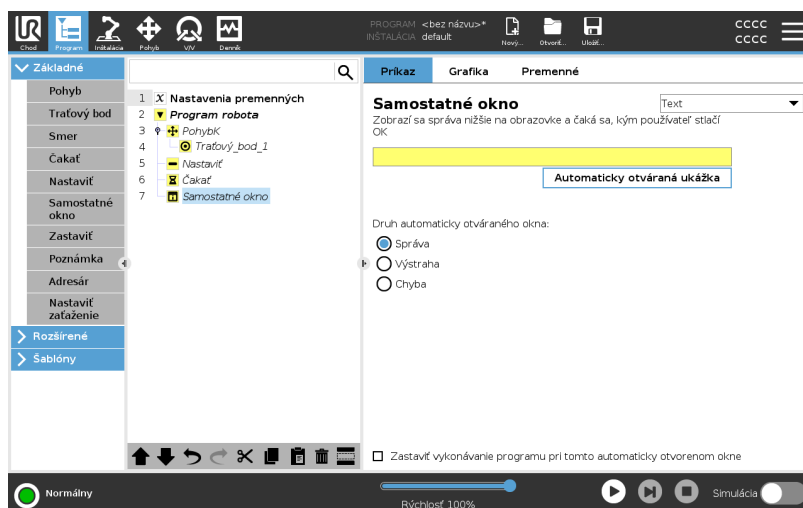 PROGRAM <bez názvu>*
INŠTALÁCIA default
CCCC
CCCC
Chod Program Inštalácia Pohyb V/V Denník Nový... Otvoriť... Uložiť...
Základné
Pohyb
Traťový bod
Smer
Čakať
Nastaviť
Samostatné
okno
Zastaviť
Poznámka
Adresár
Nastaviť
zaťaženie
Rozšírené
Šablóny
1 X Nastavenia premenných
2 Program robota
3 PohybK
4 Traťový_bod_1
5 Nastaviť
6 Čakať
7 Samostatné okno
Príkaz Grafika Premenné
Samostatné okno
Text
Zobrazí sa správa nižšie na obrazovke a čaká sa, kým používateľ stlačí
OK
Automaticky otváraná ukážka
Druh automaticky otváraného okna:
Správa
Výstraha
Chyba
Zastaviť vykonávanie programu pri tomto automaticky otvorenom okne
Normálny
Rýchlosť 100%
Simulácia